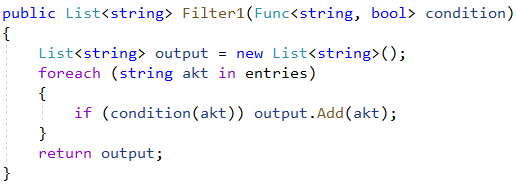 public List<string> Filter1(Func<string, bool> condition)
{
    List<string> output = new List<string>();
    foreach (string akt in entries)
    {
        if (condition(akt)) output.Add(akt);
    }
    return output;
}